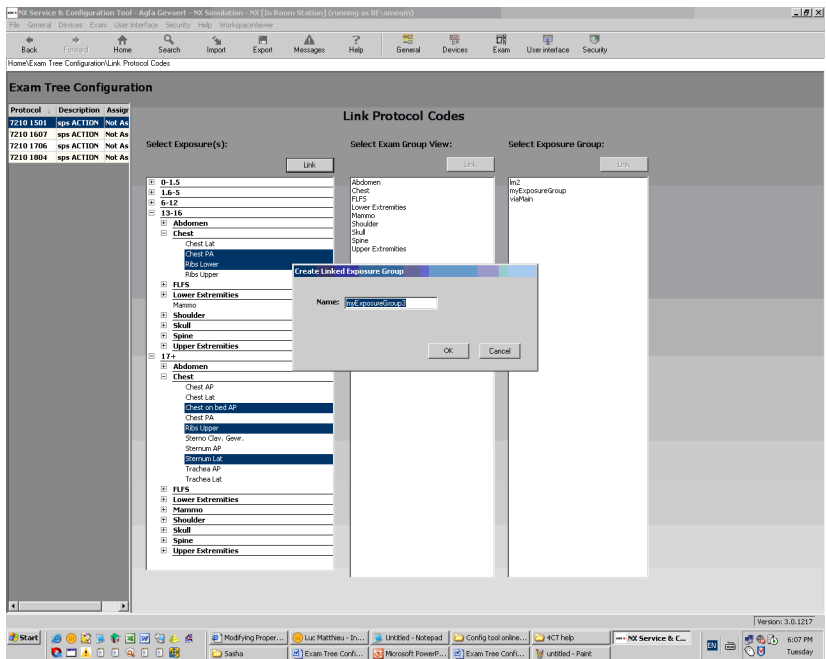 NX Service & Configuration Tool - Agfa Gevaert - NX Simulation - NX [In Room Station] (running as BE\ameqm)
File General Devices Exam User interface Security Help WorkspaceViewer
Back Forward Home Search Import Export Messages Help General Devices Exam User interface Security
Home\Exam Tree Configuration\Link Protocol Codes
Exam Tree Configuration
Protocol Description Assigr
7210 1501 sps ACTION Not As
7210 1607 sps ACTION Not As
7210 1706 sps ACTION Not As
7210 1804 sps ACTION Not As
Link Protocol Codes
Select Exposure(s):
Link
0-1.5
1.6-5
6-12
13-16
Abdomen
Chest
Chest Lat
Chest PA
Ribs Lower
Ribs Upper
FLFS
Lower Extremities
Mammo
Shoulder
Skull
Spine
Upper Extremities
17+
Abdomen
Chest
Chest AP
Chest Lat
Chest on bed AP
Chest PA
Ribs Upper
Sterno Clav. Gewr.
Sternum AP
Sternum Lat
Trachea AP
Trachea Lat
FLFS
Lower Extremities
Mammo
Shoulder
Skull
Spine
Upper Extremities
Select Exam Group View:
Link
Abdomen
Chest
FLFS
Lower Extremities
Mammo
Shoulder
Skull
Spine
Upper Extremities
Select Exposure Group:
Link
lm2
myExposureGroup
viaMain
Create Linked Exposure Group
Name: myExposureGroup3
OK Cancel
Version: 3.0.1217
Start
Modifying Proper... Luc Matthieu - In... Untitled - Notepad Config tool online... 4CT help NX Service & C...
Sasha Exam Tree Confi... Microsoft PowerP... Exam Tree Confi... untitled - Paint
EN
6:07 PM
Tuesday